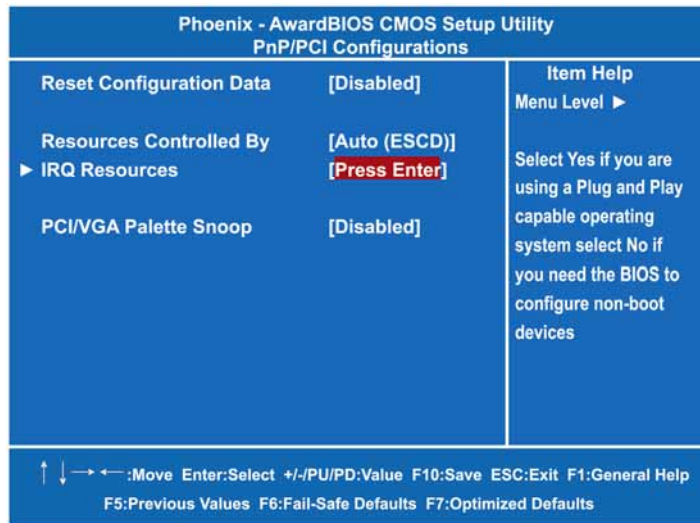 Phoenix - AwardBIOS CMOS Setup Utility
PnP/PCI Configurations
Reset Configuration Data [Disabled]
Resources Controlled By [Auto (ESCD)]
► IRQ Resources [Press Enter]
PCI/VGA Palette Snoop [Disabled]
Item Help
Menu Level ►
Select Yes if you are
using a Plug and Play
capable operating
system select No if
you need the BIOS to
configure non-boot
devices
↑ ↓ → ← :Move Enter:Select +/-/PU/PD:Value F10:Save ESC:Exit F1:General Help
F5:Previous Values F6:Fail-Safe Defaults F7:Optimized Defaults